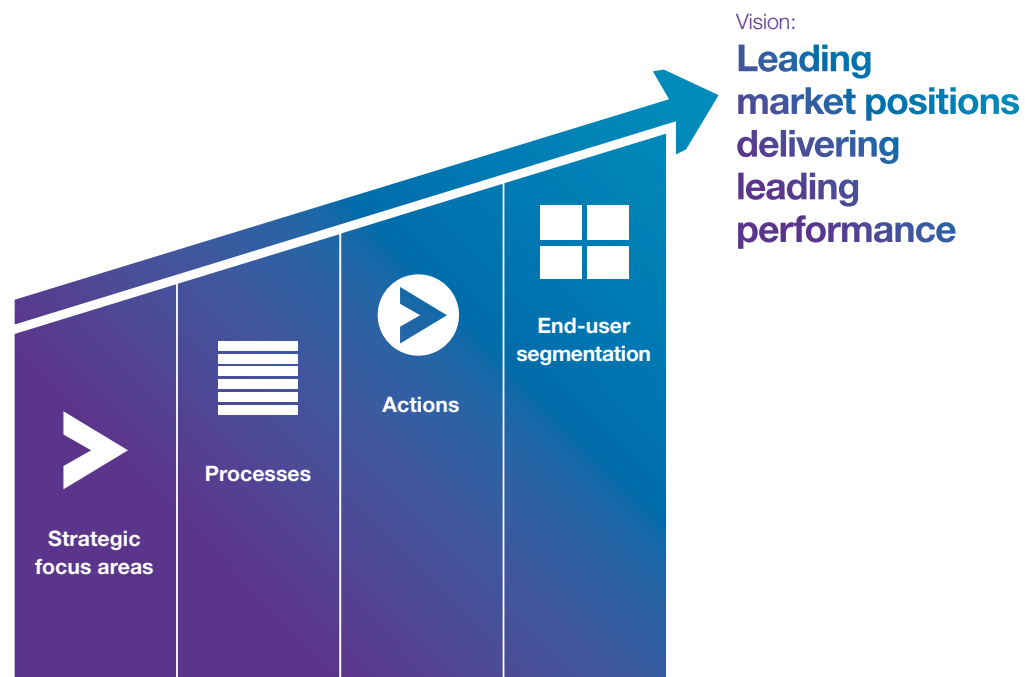 Vision:
Leading
market positions
delivering
leading
performance
End-user
segmentation
Actions
Processes
Strategic
focus areas